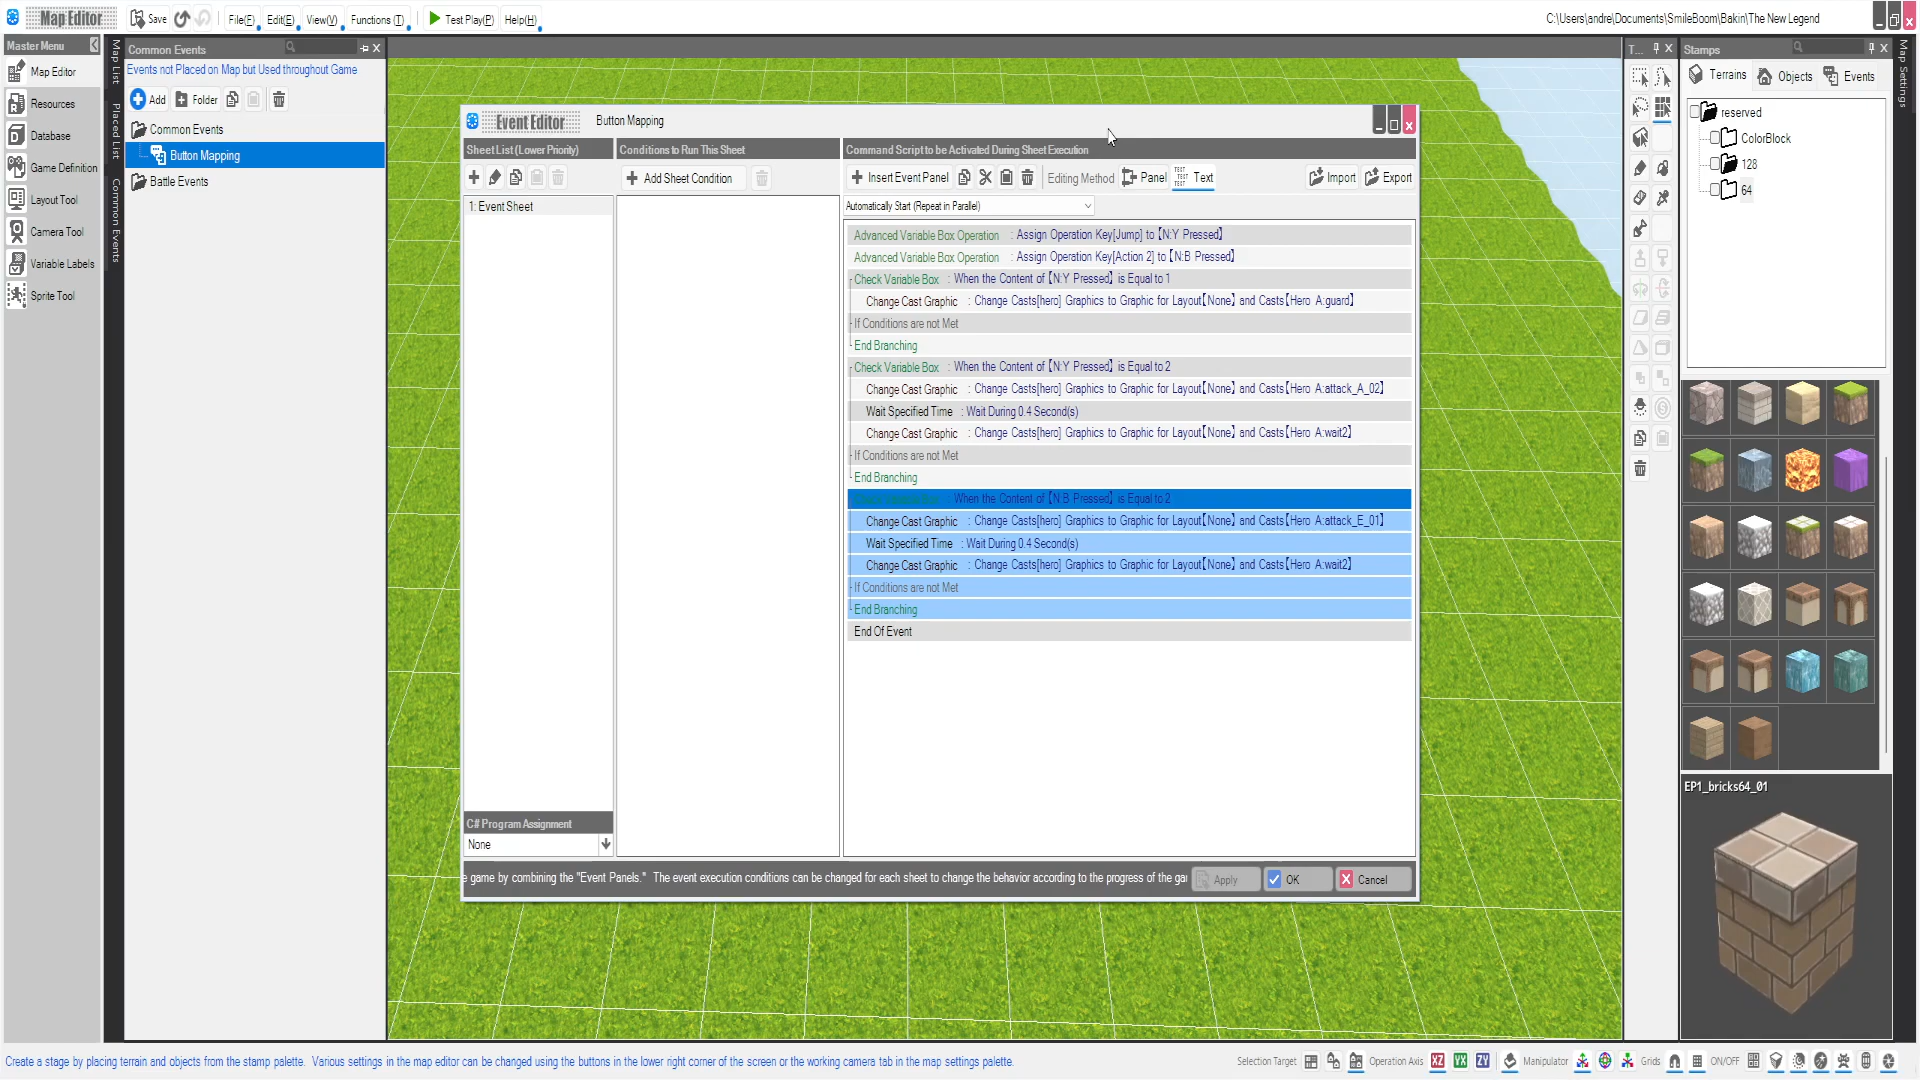 Map Editor
Save
File(F)
Edit(E)
View(V)
Functions (T)
Test Play(P)
Help(H)
C:\Users\andre\Documents\SmileBoom\Bakin\The New Legend
Master Menu
Map Editor
Resources
Database
Game Definition
Layout Tool
Camera Tool
Variable Labels
Sprite Tool
Map List
Placed List
Common Events
Common Events
Events not Placed on Map but Used throughout Game
Add
Folder
Common Events
Button Mapping
Battle Events
Event Editor
Button Mapping
Sheet List (Lower Priority)
Conditions to Run This Sheet
Command Script to be Activated During Sheet Execution
Add Sheet Condition
Insert Event Panel
Editing Method
Panel
TEXT
Text
Import
Export
1: Event Sheet
Automatically Start (Repeat in Parallel)
Advanced Variable Box Operation : Assign Operation Key[Jump] to【N:Y Pressed】
Advanced Variable Box Operation : Assign Operation Key[Action 2] to【N:B Pressed】
Check Variable Box : When the Content of【N:Y Pressed】is Equal to 1
Change Cast Graphic : Change Casts[hero] Graphics to Graphic for Layout【None】and Casts【Hero A:guard】
If Conditions are not Met
End Branching
Check Variable Box : When the Content of【N:Y Pressed】is Equal to 2
Change Cast Graphic : Change Casts[hero] Graphics to Graphic for Layout【None】and Casts【Hero A:attack_A_02】
Wait Specified Time : Wait During 0.4 Second(s)
Change Cast Graphic : Change Casts[hero] Graphics to Graphic for Layout【None】and Casts【Hero A:wait2】
If Conditions are not Met
End Branching
Check Variable Box : When the Content of【N:B Pressed】is Equal to 2
Change Cast Graphic : Change Casts[hero] Graphics to Graphic for Layout【None】and Casts【Hero A:attack_E_01】
Wait Specified Time : Wait During 0.4 Second(s)
Change Cast Graphic : Change Casts[hero] Graphics to Graphic for Layout【None】and Casts【Hero A:wait2】
If Conditions are not Met
End Branching
End Of Event
C# Program Assignment
None
e game by combining the "Event Panels." The event execution conditions can be changed for each sheet to change the behavior according to the progress of the ga
Apply
OK
Cancel
T...
Stamps
Terrains
Objects
Events
reserved
ColorBlock
128
64
EP1_bricks64_01
Map Settings
Create a stage by placing terrain and objects from the stamp palette. Various settings in the map editor can be changed using the buttons in the lower right corner of the screen or the working camera tab in the map settings palette.
Selection Target
Operation Axis
XZ
YX
ZY
Manipulator
Grids
ON/OFF